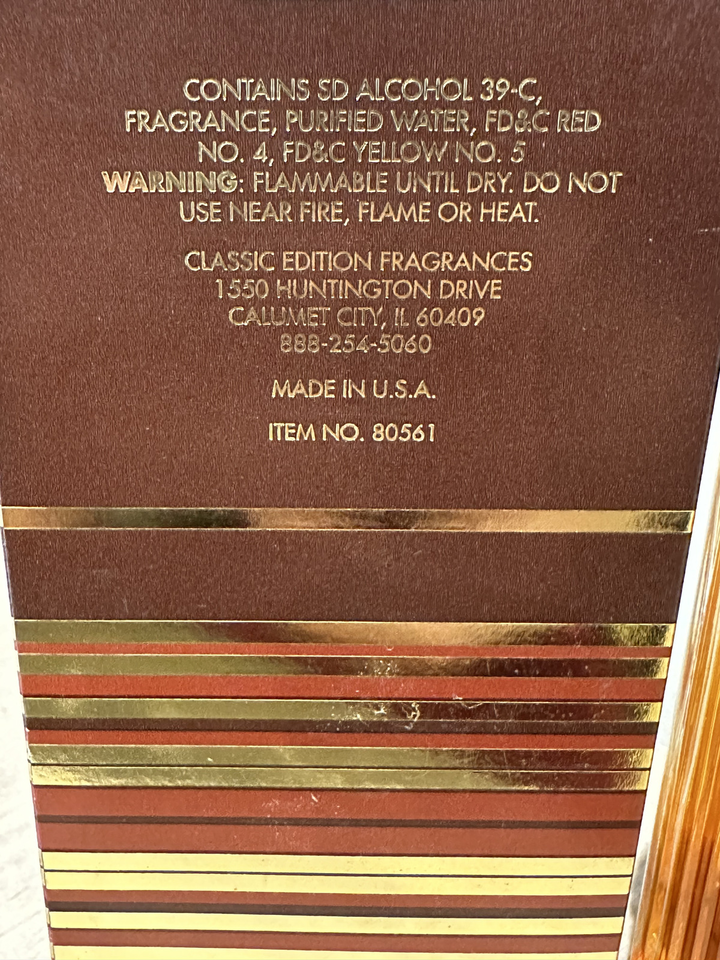 CONTAINS SD ALCOHOL 39-C,
FRAGRANCE, PURIFIED WATER, FD&C RED
NO. 4, FD&C YELLOW NO. 5
WARNING: FLAMMABLE UNTIL DRY. DO NOT
USE NEAR FIRE, FLAME OR HEAT.
CLASSIC EDITION FRAGRANCES
1550 HUNTINGTON DRIVE
CALUMET CITY, IL 60409
888-254-5060
MADE IN U.S.A.
ITEM NO. 80561